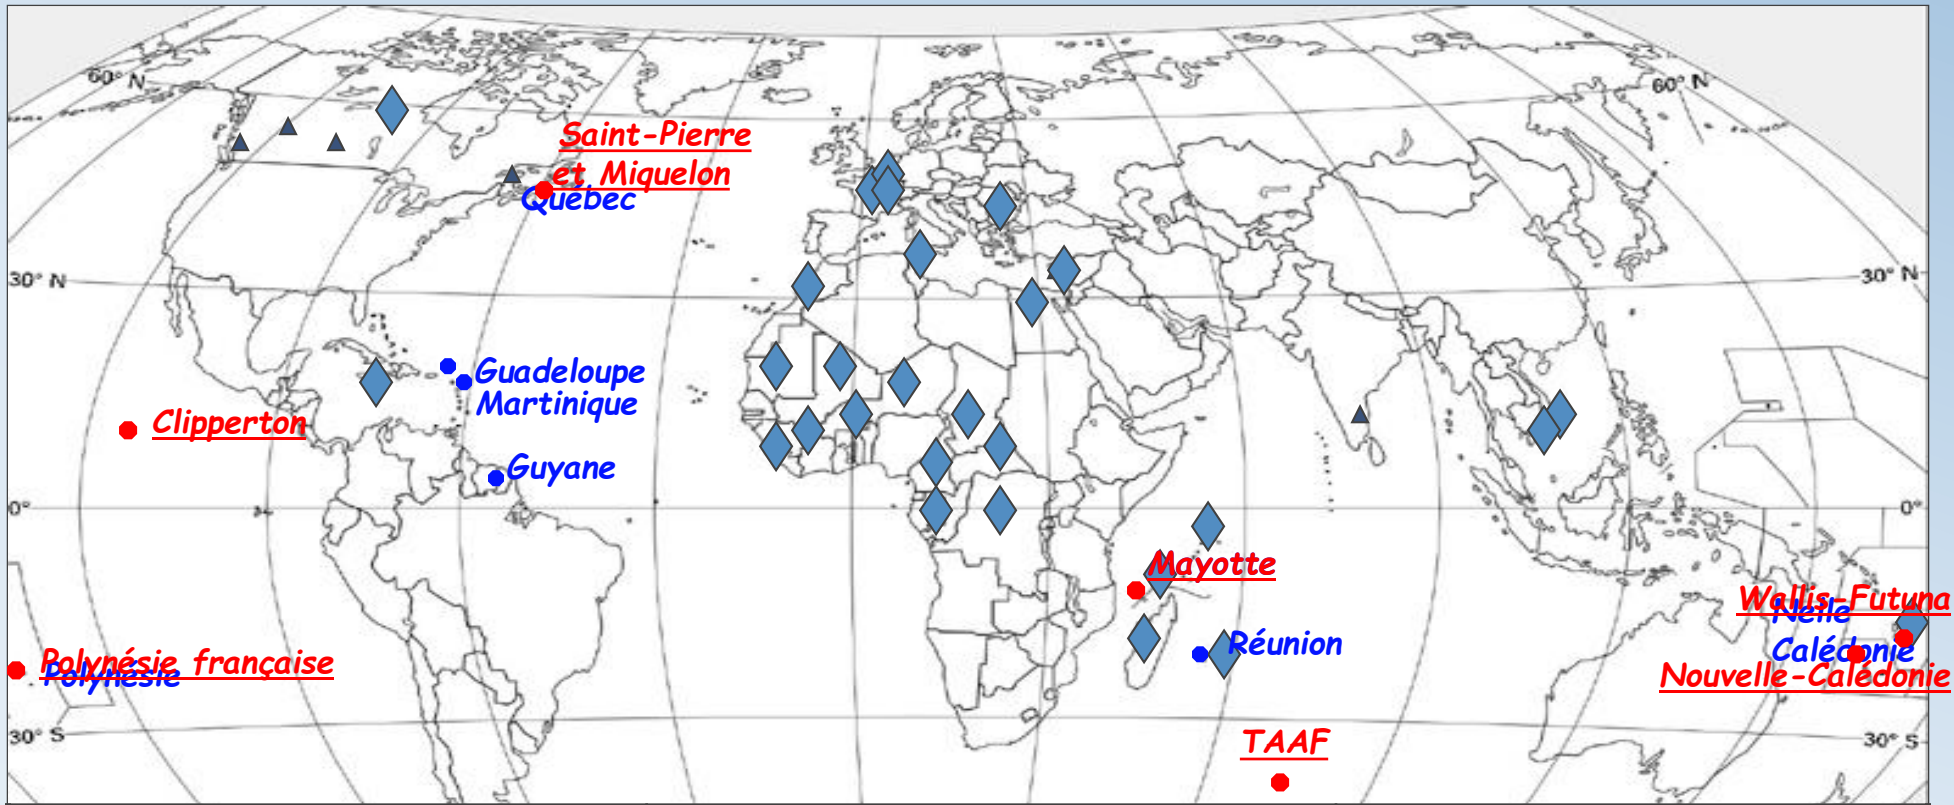 60° N
60° N
Saint-Pierre
et Miquelon
Québec
30° N
30° N
Guadeloupe
Martinique
Clipperton
Guyane
0°
0°
Mayotte
Wallis-Futuna
Nelle
Calédonie
Réunion
Polynésie française
Polynésie
Nouvelle-Calédonie
30° S
30° S
TAAF